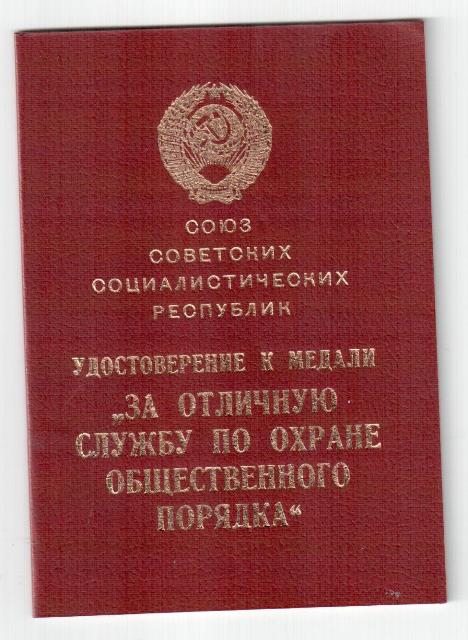 СОЮЗ
СОВЕТСКИХ
СОЦИАЛИСТИЧЕСКИХ
РЕСПУБЛИК
УДОСТОВЕРЕНИЕ К МЕДАЛИ
„ЗА ОТЛИЧНУЮ
СЛУЖБУ ПО ОХРАНЕ
ОБЩЕСТВЕННОГО
ПОРЯДКА“